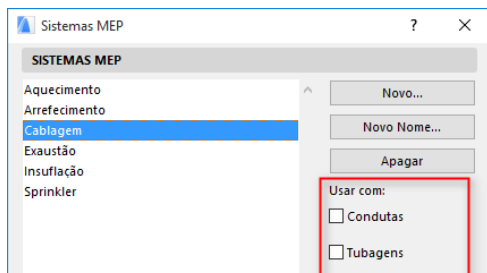 Sistemas MEP
?
SISTEMAS MEP
Aquecimento
Arrefecimento
Cablagem
Exaustão
Insuflação
Sprinkler
Novo...
Novo Nome...
Apagar
Usar com:
Condutas
Tubagens